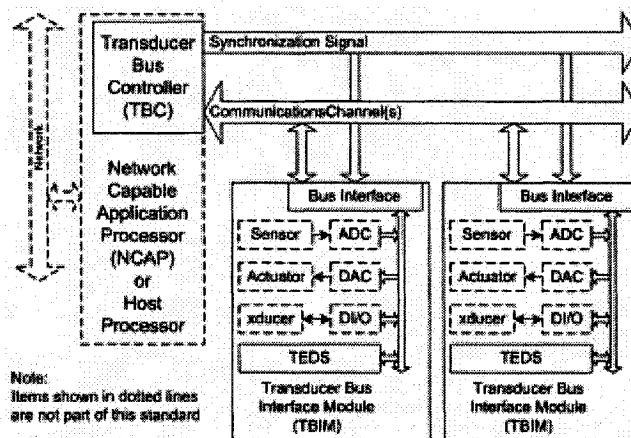 Transducer
Bus
Controller
(TBC)
Synchronization Signal
CommunicationsChannel(s)
Network
Network
Capable
Application
Processor
(NCAP)
or
Host
Processor
Note:
Items shown in dotted lines
are not part of this standard
Bus Interface
Sensor
ADC
Actuator
DAC
xducer
DI/O
TEDS
Transducer Bus
Interface Module
(TBIM)
Bus Interface
Sensor
ADC
Actuator
DAC
xducer
DI/O
TEDS
Transducer Bus
Interface Module
(TBIM)